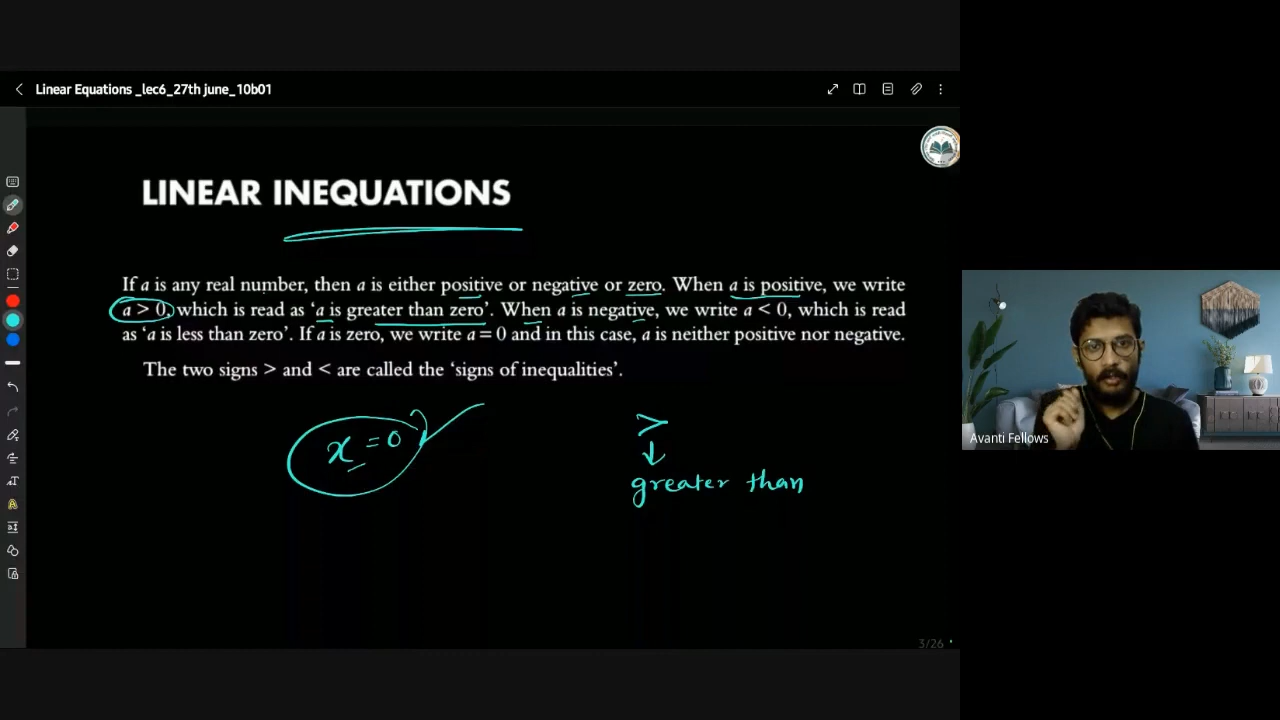 Linear Equations _lec6_27th june_10b01
LINEAR INEQUATIONS
If a is any real number, then a is either positive or negative or zero. When a is positive, we write
a > 0, which is read as ‘a is greater than zero’. When a is negative, we write a < 0, which is read
as ‘a is less than zero’. If a is zero, we write a = 0 and in this case, a is neither positive nor negative.
The two signs > and < are called the ‘signs of inequalities’.
x = 0
>
↓
greater than
Avanti Fellows
3/26